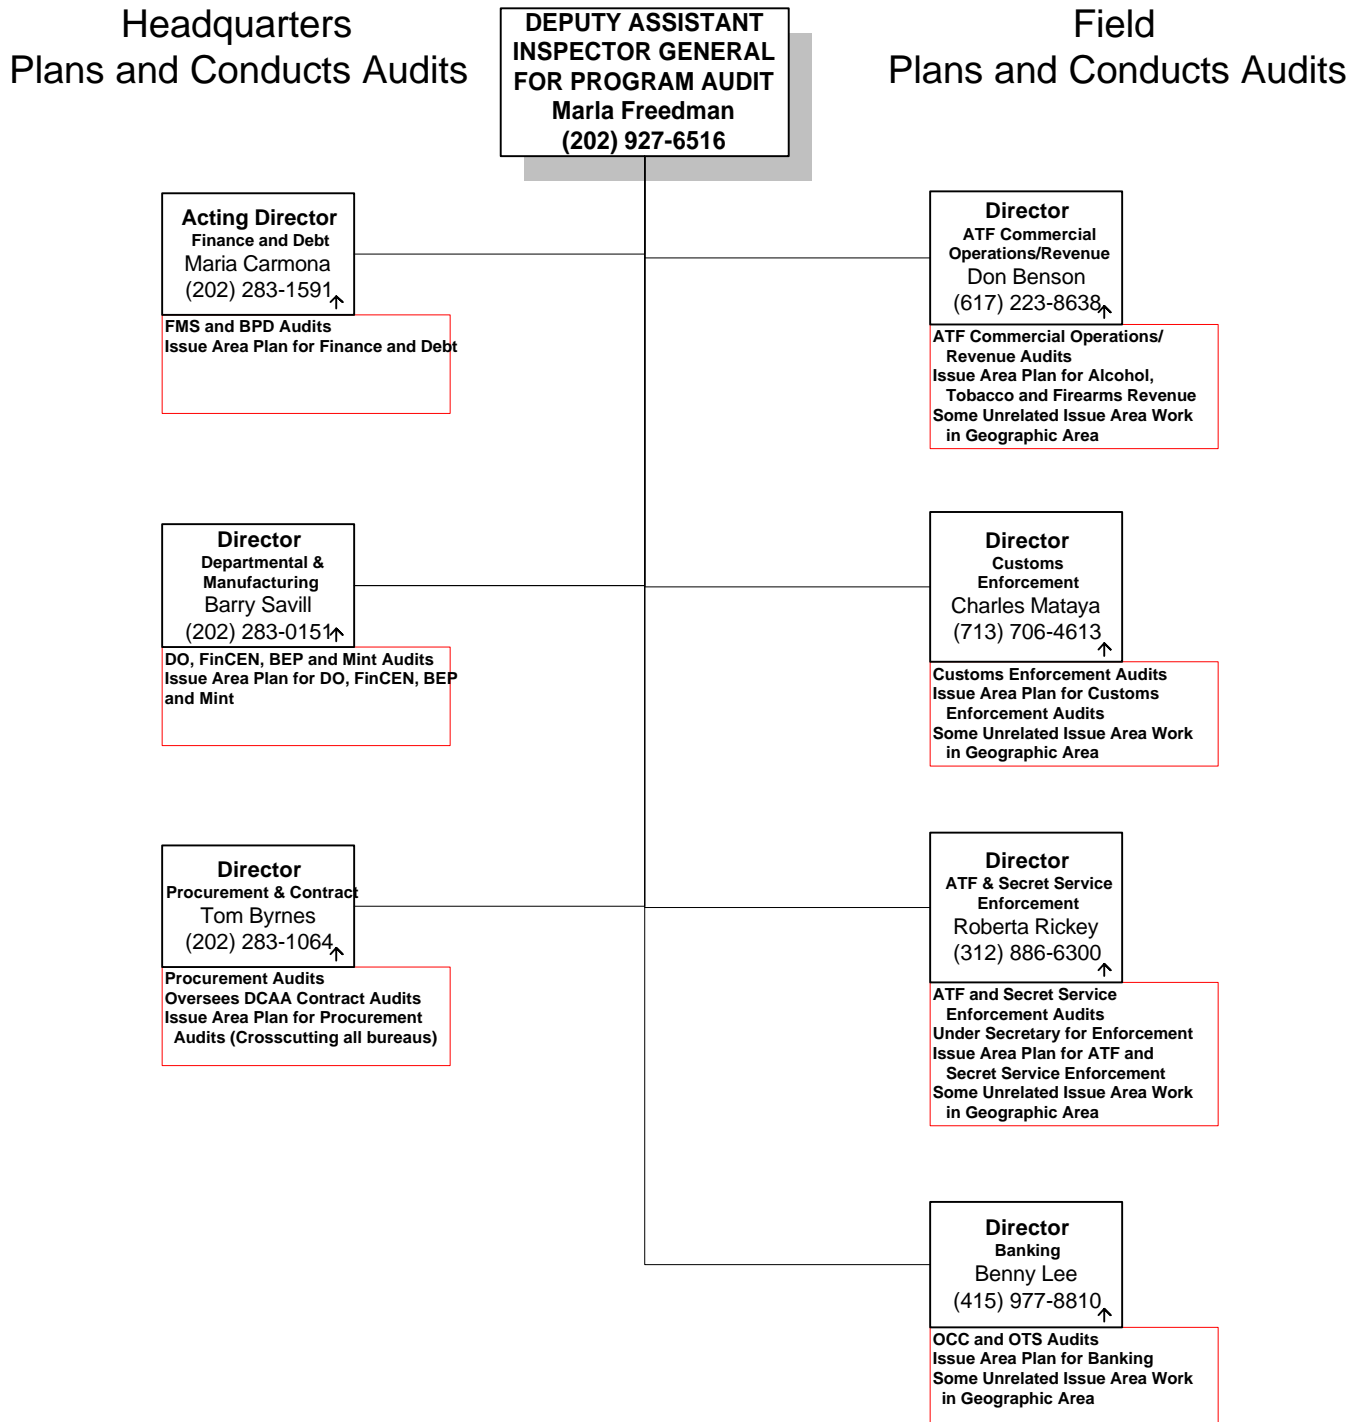 Headquarters
Plans and Conducts Audits
DEPUTY ASSISTANT
INSPECTOR GENERAL
FOR PROGRAM AUDIT
Marla Freedman
(202) 927-6516
Field
Plans and Conducts Audits
Acting Director
Finance and Debt
Maria Carmona
(202) 283-1591
FMS and BPD Audits
Issue Area Plan for Finance and Debt
Director
Departmental &
Manufacturing
Barry Savill
(202) 283-0151
DO, FinCEN, BEP and Mint Audits
Issue Area Plan for DO, FinCEN, BEP
and Mint
Director
Procurement & Contract
Tom Byrnes
(202) 283-1064
Procurement Audits
Oversees DCAA Contract Audits
Issue Area Plan for Procurement
Audits (Crosscutting all bureaus)
Director
ATF Commercial
Operations/Revenue
Don Benson
(617) 223-8638
ATF Commercial Operations/
Revenue Audits
Issue Area Plan for Alcohol,
Tobacco and Firearms Revenue
Some Unrelated Issue Area Work
in Geographic Area
Director
Customs
Enforcement
Charles Mataya
(713) 706-4613
Customs Enforcement Audits
Issue Area Plan for Customs
Enforcement Audits
Some Unrelated Issue Area Work
in Geographic Area
Director
ATF & Secret Service
Enforcement
Roberta Rickey
(312) 886-6300
ATF and Secret Service
Enforcement Audits
Under Secretary for Enforcement
Issue Area Plan for ATF and
Secret Service Enforcement
Some Unrelated Issue Area Work
in Geographic Area
Director
Banking
Benny Lee
(415) 977-8810
OCC and OTS Audits
Issue Area Plan for Banking
Some Unrelated Issue Area Work
in Geographic Area